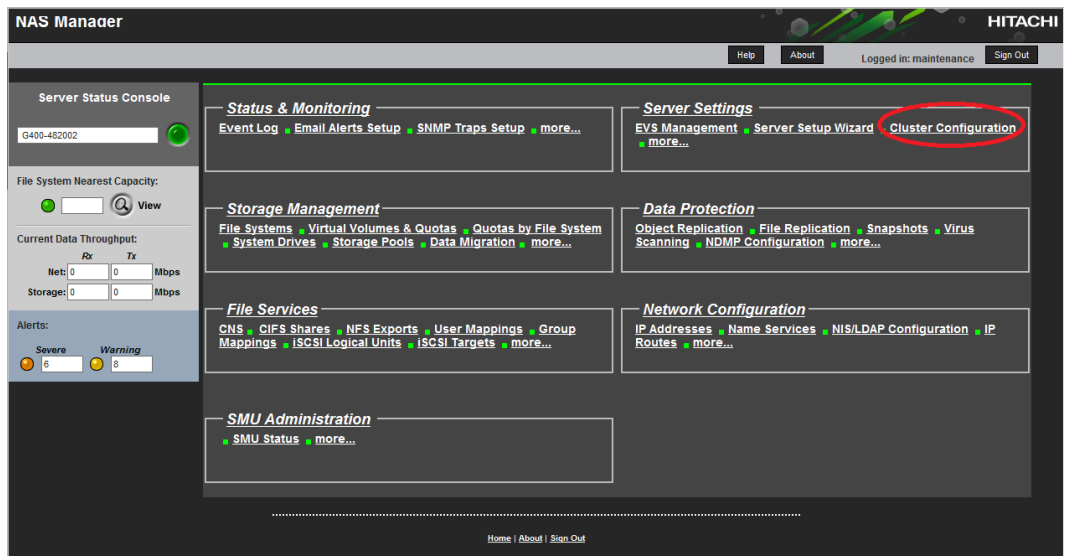 NAS Manager
HITACHI
Help About Logged in: maintenance Sign Out
Server Status Console
G400-482002
File System Nearest Capacity:
View
Current Data Throughput:
Rx Tx
Net: 0 0 Mbps
Storage: 0 0 Mbps
Alerts:
Severe Warning
6 8
Status & Monitoring
Event Log Email Alerts Setup SNMP Traps Setup more...
Server Settings
EVS Management Server Setup Wizard Cluster Configuration
more...
Storage Management
File Systems Virtual Volumes & Quotas Quotas by File System
System Drives Storage Pools Data Migration more...
Data Protection
Object Replication File Replication Snapshots Virus
Scanning NDMP Configuration more...
File Services
CNS CIFS Shares NFS Exports User Mappings Group
Mappings iSCSI Logical Units iSCSI Targets more...
Network Configuration
IP Addresses Name Services NIS/LDAP Configuration IP
Routes more...
SMU Administration
SMU Status more...
Home | About | Sign Out